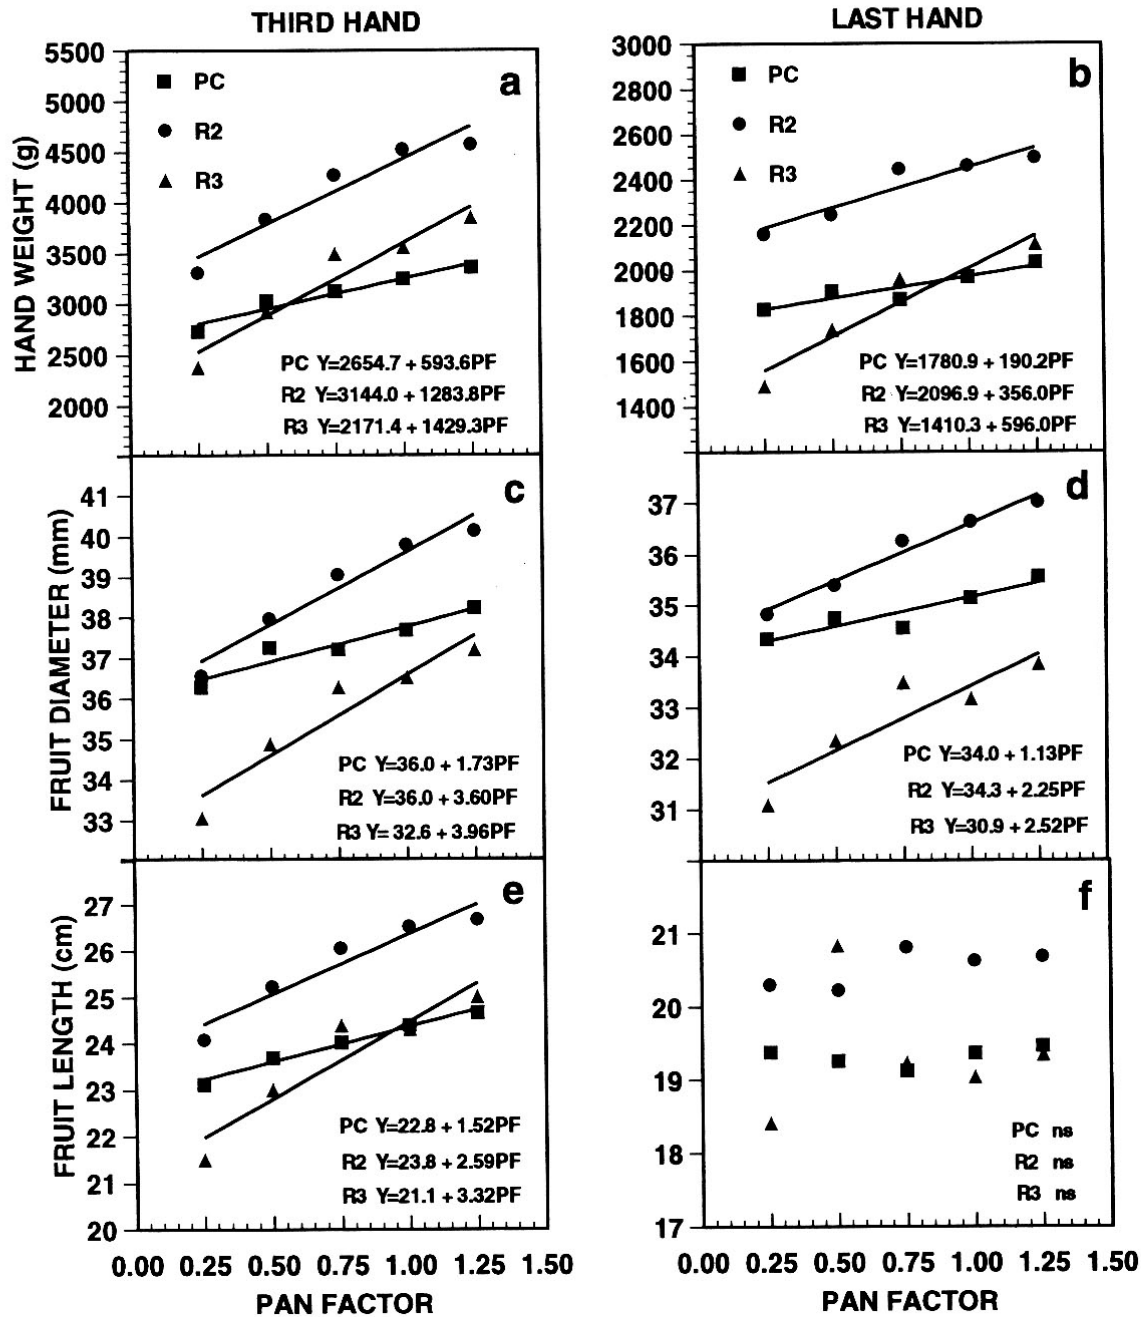 THIRD HAND
LAST HAND
HAND WEIGHT (g)
5500
5000
4500
4000
3500
3000
2500
2000
PC
R2
R3
a
PC Y=2654.7 + 593.6PF
R2 Y=3144.0 + 1283.8PF
R3 Y=2171.4 + 1429.3PF
3000
2800
2600
2400
2200
2000
1800
1600
1400
PC
R2
R3
b
PC Y=1780.9 + 190.2PF
R2 Y=2096.9 + 356.0PF
R3 Y=1410.3 + 596.0PF
FRUIT DIAMETER (mm)
41
40
39
38
37
36
35
34
33
c
PC Y=36.0 + 1.73PF
R2 Y=36.0 + 3.60PF
R3 Y= 32.6 + 3.96PF
37
36
35
34
33
32
31
d
PC Y=34.0 + 1.13PF
R2 Y=34.3 + 2.25PF
R3 Y=30.9 + 2.52PF
FRUIT LENGTH (cm)
27
26
25
24
23
22
21
20
e
PC Y=22.8 + 1.52PF
R2 Y=23.8 + 2.59PF
R3 Y=21.1 + 3.32PF
0.00 0.25 0.50 0.75 1.00 1.25 1.50
PAN FACTOR
21
20
19
18
17
f
PC ns
R2 ns
R3 ns
0.00 0.25 0.50 0.75 1.00 1.25 1.50
PAN FACTOR